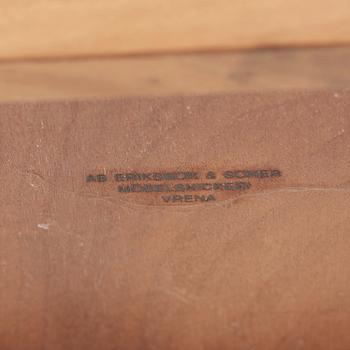 AB ERIKSSON & SÖNER
MÖBELSNICKERI
VRENA